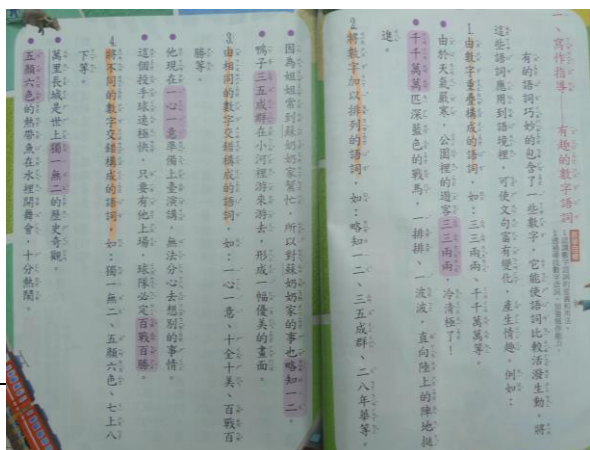 一、寫作指導——有趣的數字語詞
有的語詞巧妙的包含了一些數字，它能使語詞比較活潑生動，將
這些語詞應用到語境裡，可使文句富有變化，產生情趣，例如：
1.由數字重疊構成的語詞，如：三三兩兩、千千萬萬等。
由於天氣嚴寒，公園裡的遊客三三兩兩，冷清極了！
千千萬萬匹深藍色的戰馬，一排排，一波波，直向陸上的陣地挺
進。
2.將數字加以排列的語詞，如：略知一二、三五成群、二八年華等。
因為姐姐常到蘇奶奶家幫忙，所以對蘇奶奶家的事也略知一二。
鴨子三五成群在小河裡游來游去，形成一幅優美的畫面。
3.由相同的數字交錯構成的語詞，如：一心一意、十全十美、百戰百
勝等。
他現在一心一意準備上臺演講，無法分心去想別的事情。
這個投手球速極快，只要有他上場，球隊必定百戰百勝。
4.將不同的數字交錯構成的語詞，如：獨一無二、五顏六色、七上八
下等。
萬里長城是世上獨一無二的歷史奇觀。
五顏六色的熱帶魚在水裡開舞會，十分熱鬧。